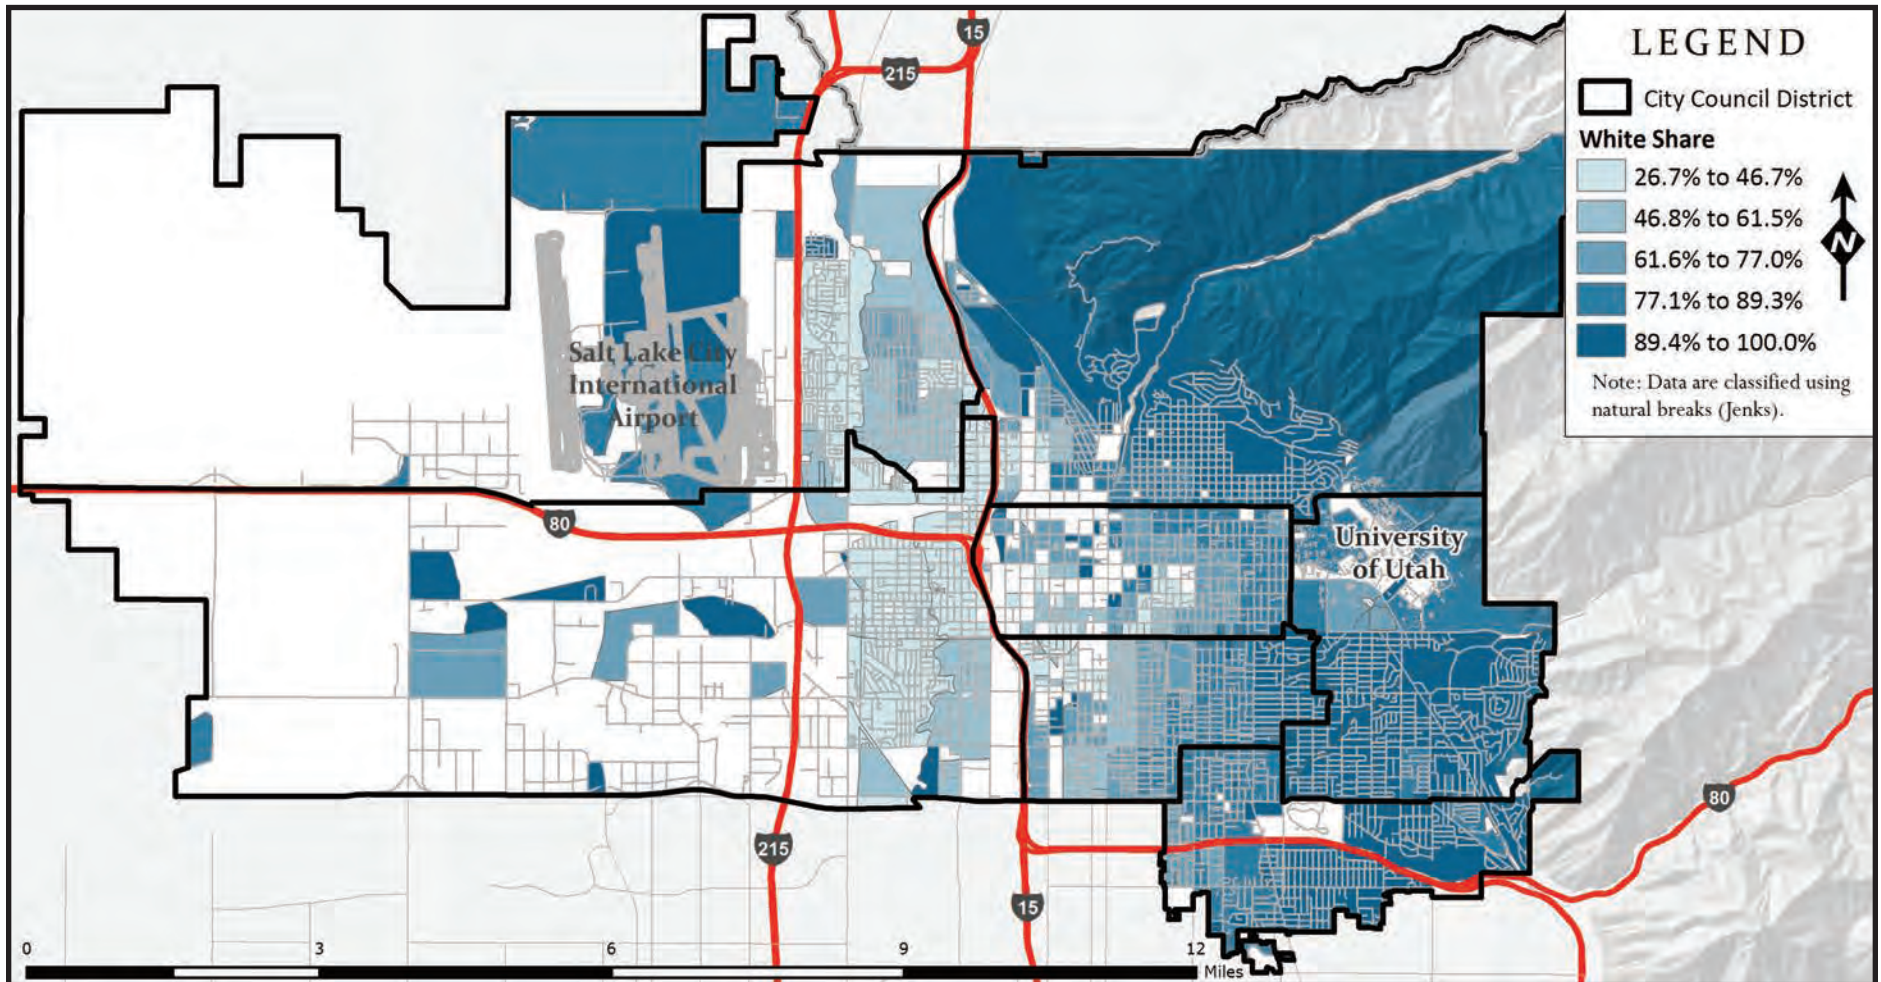 15
215
LEGEND
City Council District
White Share
26.7% to 46.7%
46.8% to 61.5%
61.6% to 77.0%
77.1% to 89.3%
89.4% to 100.0%
Note: Data are classified using
natural breaks (Jenks).
N
Salt Lake City
International
Airport
80
University
of Utah
80
215
15
0 3 6 9 12
Miles